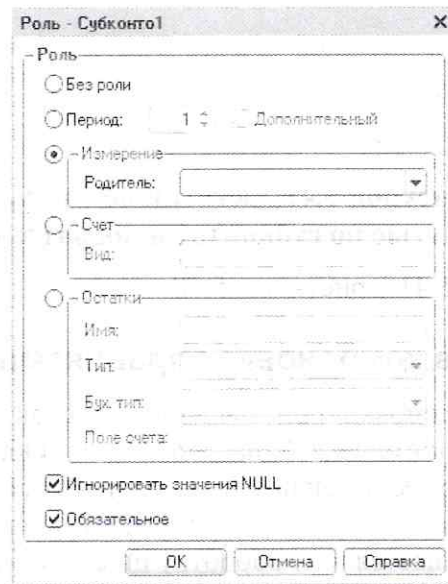 Роль - Субконто1
Роль
Без роли
Период: 1 Дополнительный
Измерение
Родитель:
Счет
Вид:
Остатки
Имя:
Тип:
Бух. тип:
Поле счета:
Игнорировать значения NULL
Обязательное
OK Отмена Справка